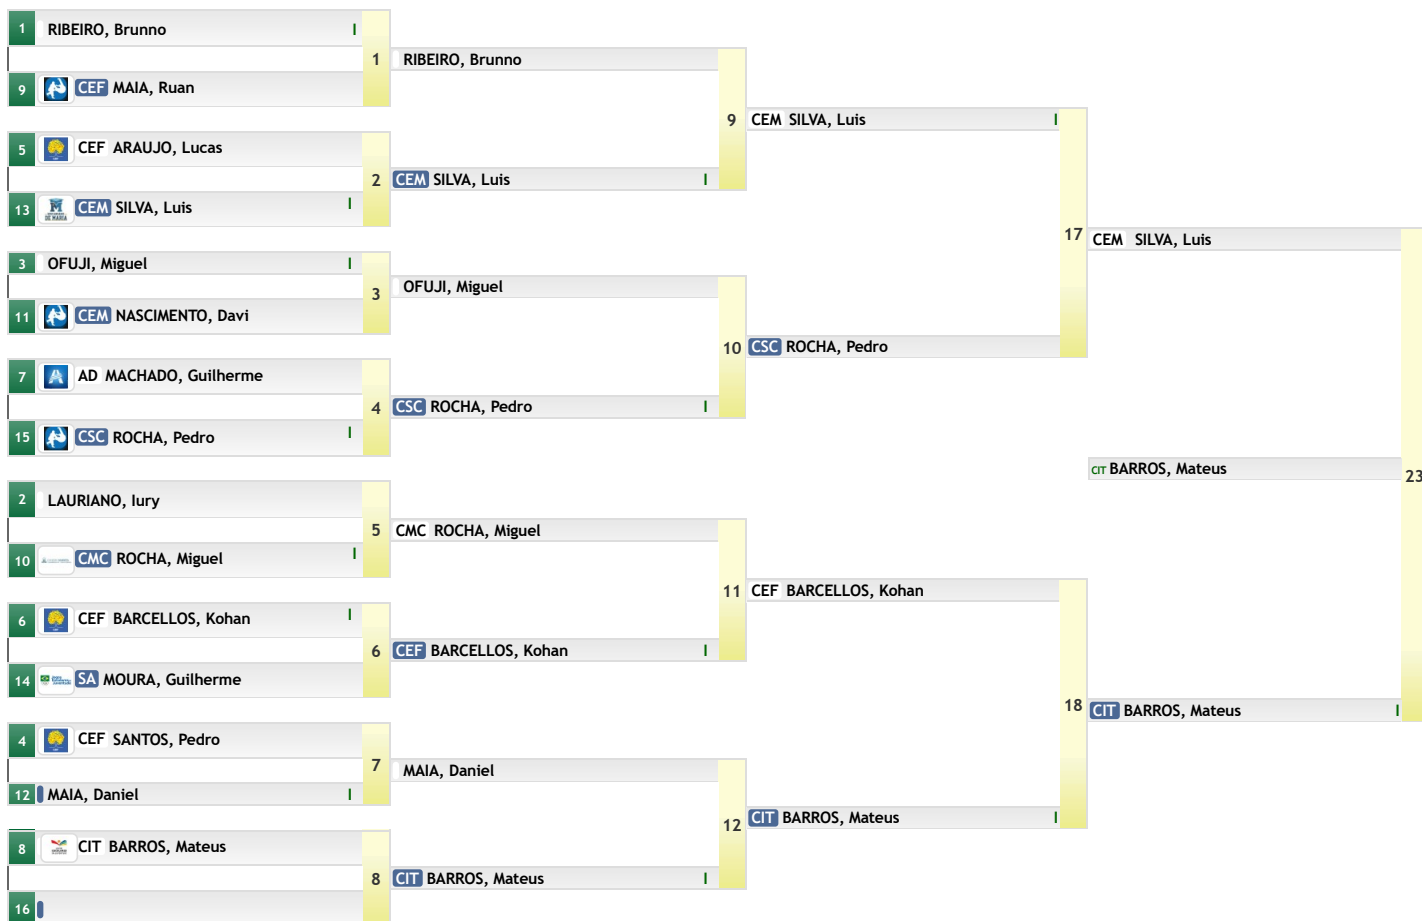 1 RIBEIRO, Brunno I
9 CEF MAIA, Ruan
1
5 CEF ARAUJO, Lucas
13 CEM SILVA, Luis I
2
3 OFUJI, Miguel I
11 CEM NASCIMENTO, Davi
3
7 AD MACHADO, Guilherme
15 CSC ROCHA, Pedro I
4
2 LAURIANO, Iury
10 CMC ROCHA, Miguel I
5
6 CEF BARCELLOS, Kohan I
14 SA MOURA, Guilherme
6
4 CEF SANTOS, Pedro
12 MAIA, Daniel I
7
8 CIT BARROS, Mateus
16
8
RIBEIRO, Brunno
CEM SILVA, Luis I
9
OFUJI, Miguel
CSC ROCHA, Pedro I
10
CMC ROCHA, Miguel
CEF BARCELLOS, Kohan I
11
MAIA, Daniel
CIT BARROS, Mateus I
12
CEM SILVA, Luis I
CSC ROCHA, Pedro
17
CEF BARCELLOS, Kohan
CIT BARROS, Mateus I
18
CEM SILVA, Luis
CIT BARROS, Mateus
CIT BARROS, Mateus I
23